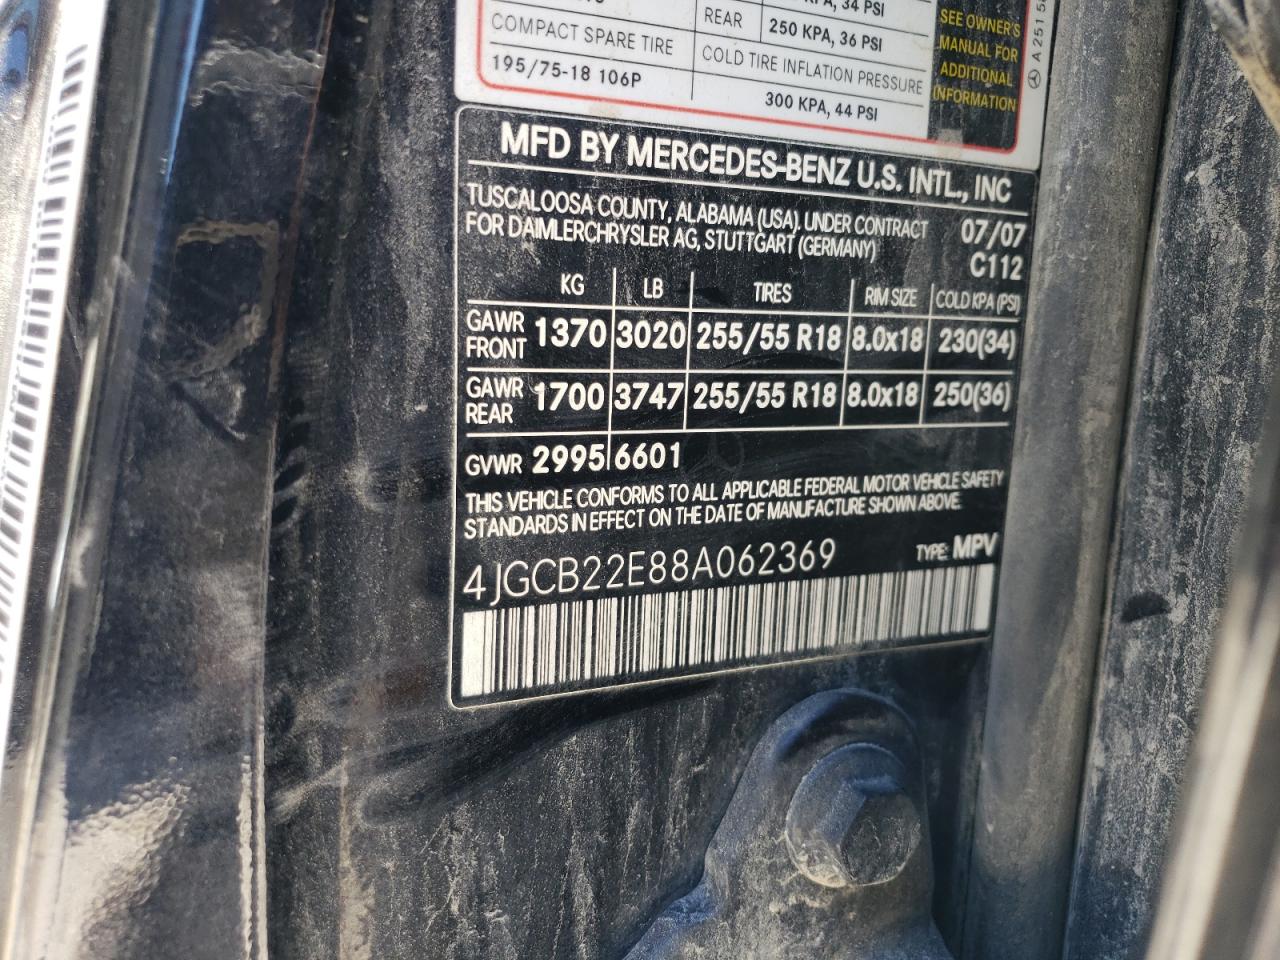 KPA, 34 PSI
REAR 250 KPA, 36 PSI
COMPACT SPARE TIRE COLD TIRE INFLATION PRESSURE
195/75-18 106P 300 KPA, 44 PSI
SEE OWNER'S
MANUAL FOR
ADDITIONAL
INFORMATION
A 251 5
MFD BY MERCEDES-BENZ U.S. INTL., INC
TUSCALOOSA COUNTY, ALABAMA (USA). UNDER CONTRACT 07/07
FOR DAIMLERCHRYSLER AG, STUTTGART (GERMANY) C112
KG LB TIRES RIM SIZE COLD KPA (PSI)
GAWR FRONT 1370 3020 255/55 R18 8.0x18 230(34)
GAWR REAR 1700 3747 255/55 R18 8.0x18 250(36)
GVWR 2995 6601
THIS VEHICLE CONFORMS TO ALL APPLICABLE FEDERAL MOTOR VEHICLE SAFETY
STANDARDS IN EFFECT ON THE DATE OF MANUFACTURE SHOWN ABOVE.
4JGCB22E88A062369 TYPE: MPV